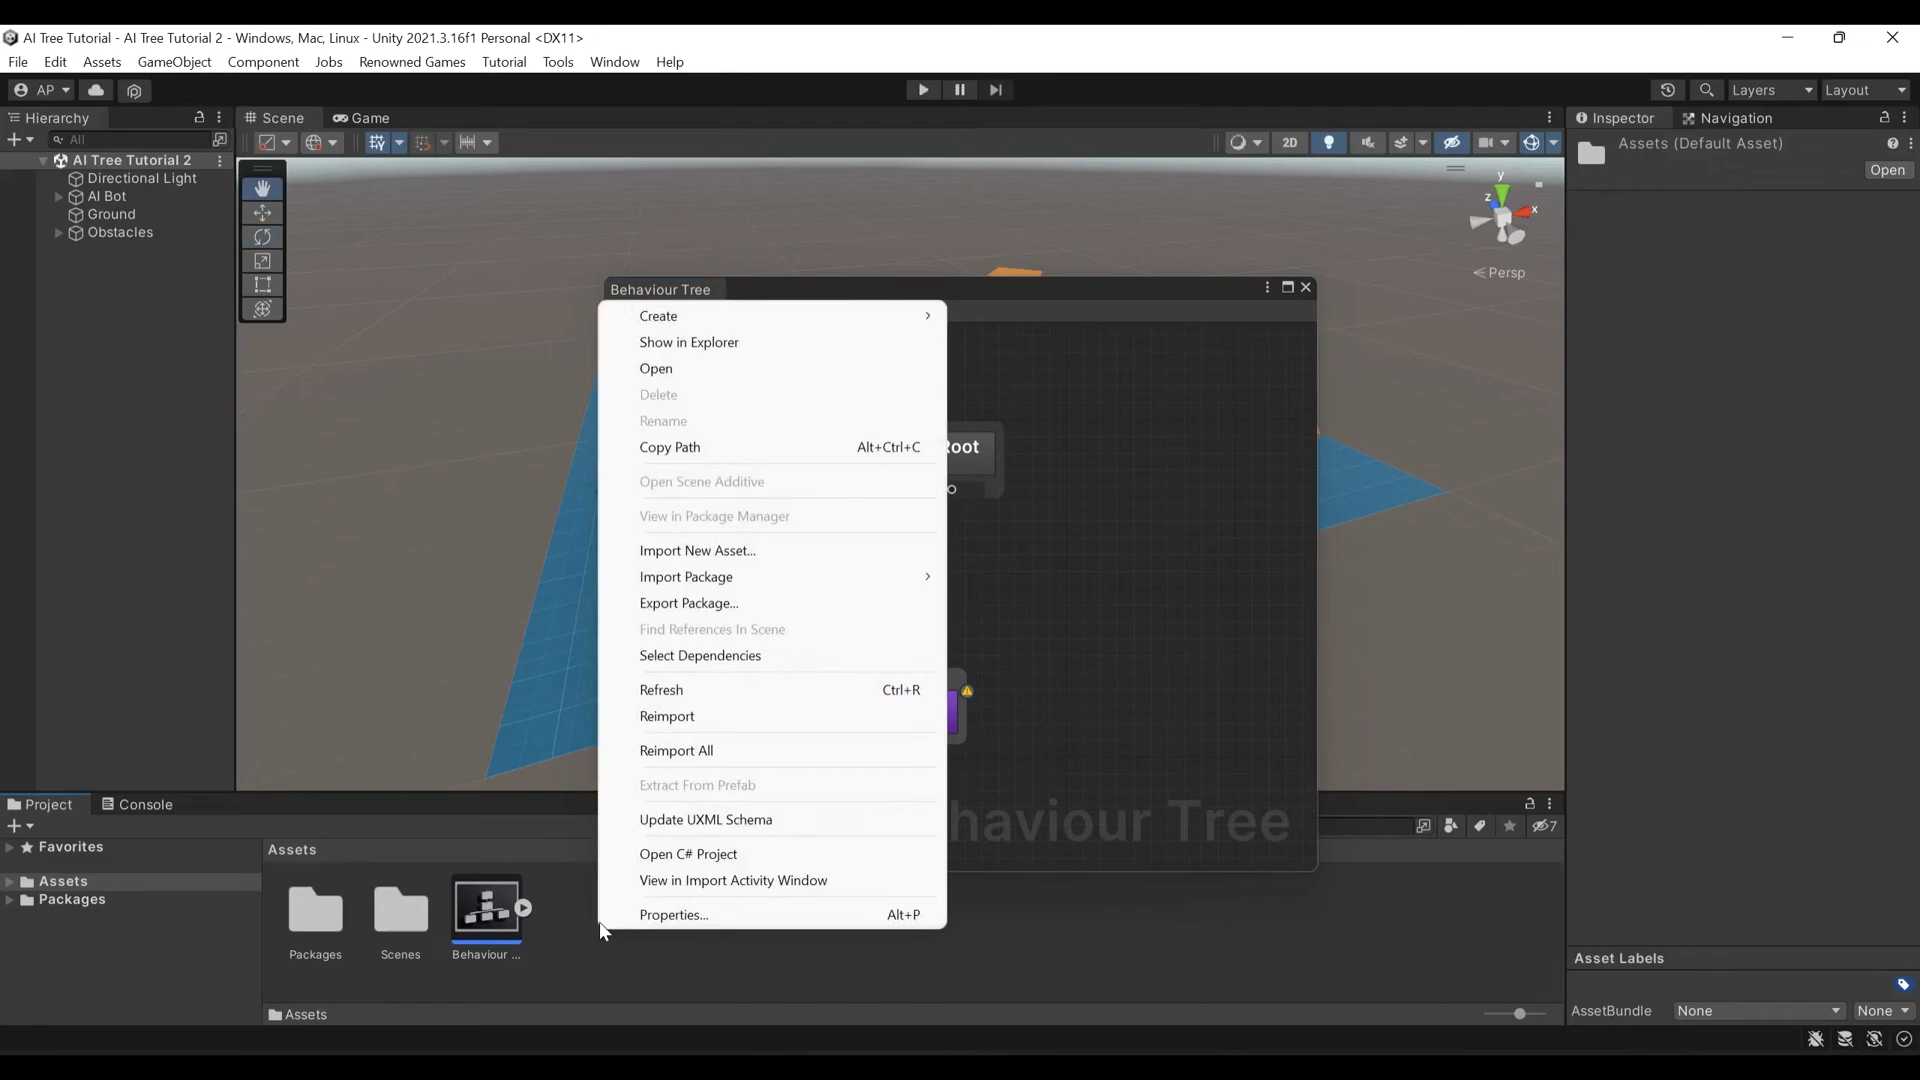 AI Tree Tutorial - AI Tree Tutorial 2 - Windows, Mac, Linux - Unity 2021.3.16f1 Personal <DX11>
File Edit Assets GameObject Component Jobs Renowned Games Tutorial Tools Window Help
AP Layers Layout
Hierarchy Scene Game Inspector Navigation
All 2D Assets (Default Asset)
Open
AI Tree Tutorial 2
Directional Light
AI Bot
Ground
Obstacles
y
z x
Persp
Behaviour Tree
Create
Show in Explorer
Open
Delete
Rename
Copy Path Alt+Ctrl+C
Root
Open Scene Additive
View in Package Manager
Import New Asset...
Import Package
Export Package...
Find References In Scene
Select Dependencies
Refresh Ctrl+R
Reimport
Reimport All
Extract From Prefab
Update UXML Schema
Open C# Project
View in Import Activity Window
Properties... Alt+P
haviour Tree
Project Console
7
Favorites Assets
Assets
Packages
Packages Scenes Behaviour ...
Assets
Asset Labels
AssetBundle None None